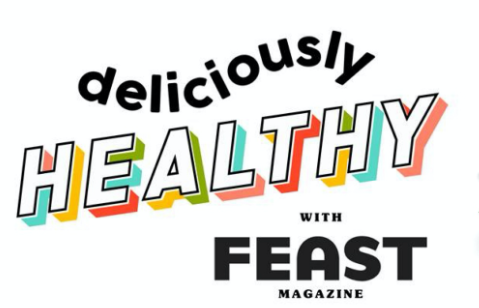 deliciously
HEALTHY
WITH
FEAST
MAGAZINE